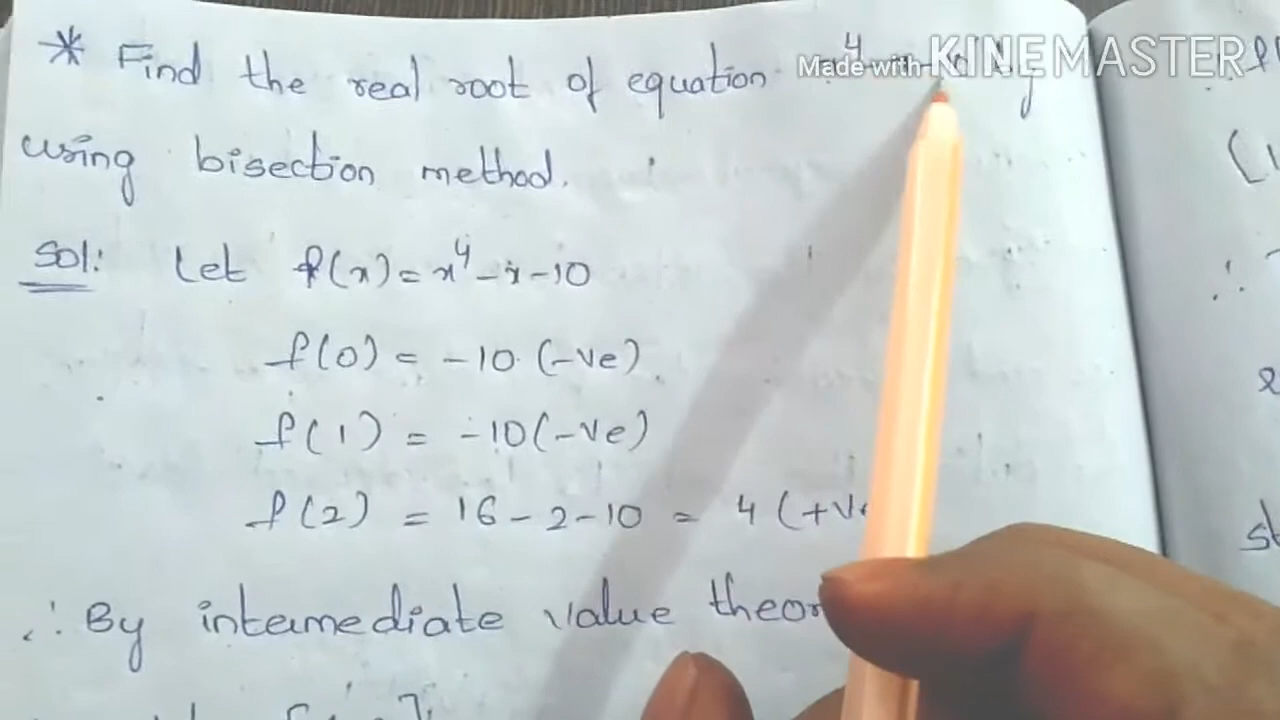 * Find the real root of equation
Made with KINEMASTER
using bisection method.
Sol: Let f(x) = x⁴ - x - 10
f(0) = -10 (-ve)
f(1) = -10 (-ve)
f(2) = 16 - 2 - 10 = 4 (+ve
∴ By intermediate value theor